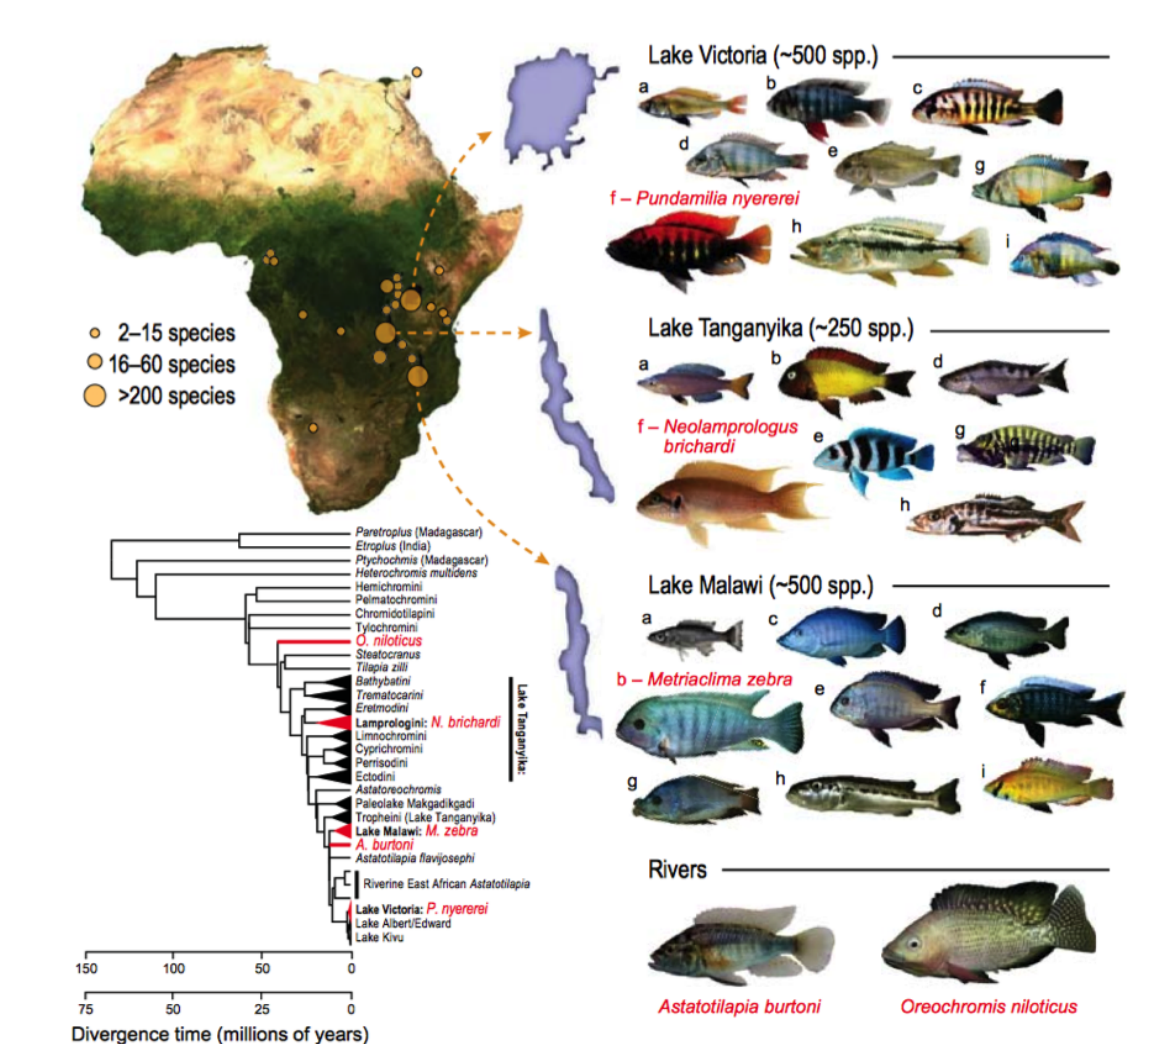 Lake Victoria (~500 spp.)
a
b
c
d
e
g
f – Pundamilia nyererei
h
i
2–15 species
16–60 species
>200 species
Lake Tanganyika (~250 spp.)
a
b
d
f – Neolamprologus
brichardi
e
g
h
Lake Malawi (~500 spp.)
a
c
d
b – Metriaclima zebra
e
f
g
h
i
Rivers
Astatotilapia burtoni
Oreochromis niloticus
Paretroplus (Madagascar)
Etroplus (India)
Ptychochmis (Madagascar)
Heterochromis multidens
Hemichromini
Pelmatochromini
Chromidotilapini
Tylochromini
O. niloticus
Steatocranus
Tilapia zilli
Bathybatini
Trematocarini
Eretmodini
Lamprologini: N. brichardi
Limnochromini
Cyprichromini
Perrisodini
Ectodini
Lake Tanganyika:
Astatoreochromis
Paleolake Makgadikgadi
Tropheini (Lake Tanganyika)
Lake Malawi: M. zebra
A. burtoni
Astatotilapia flavijosephi
Riverine East African Astatotilapia
Lake Victoria: P. nyererei
Lake Albert/Edward
Lake Kivu
150 100 50 0
75 50 25 0
Divergence time (millions of years)